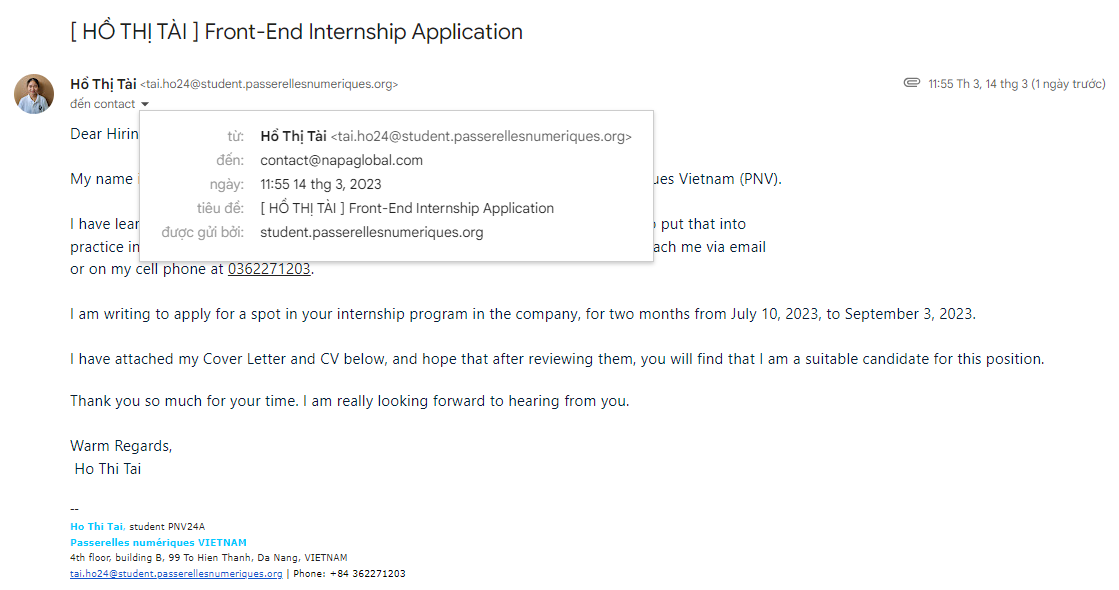 [ HỒ THỊ TÀI ] Front-End Internship Application
Hồ Thị Tài <tai.ho24@student.passerellesnumeriques.org>
11:55 Th 3, 14 thg 3 (1 ngày trước)
đến contact
Dear Hirin
từ: Hồ Thị Tài <tai.ho24@student.passerellesnumeriques.org>
đến: contact@napaglobal.com
ngày: 11:55 14 thg 3, 2023
tiêu đề: [ HỒ THỊ TÀI ] Front-End Internship Application
được gửi bởi: student.passerellesnumeriques.org
My name ues Vietnam (PNV).
I have lear put that into
practice in ach me via email
or on my cell phone at 0362271203.
I am writing to apply for a spot in your internship program in the company, for two months from July 10, 2023, to September 3, 2023.
I have attached my Cover Letter and CV below, and hope that after reviewing them, you will find that I am a suitable candidate for this position.
Thank you so much for your time. I am really looking forward to hearing from you.
Warm Regards,
Ho Thi Tai
--
Ho Thi Tai. student PNV24A
Passerelles numériques VIETNAM
4th floor, building B, 99 To Hien Thanh, Da Nang, VIETNAM
tai.ho24@student.passerellesnumeriques.org | Phone: +84 362271203